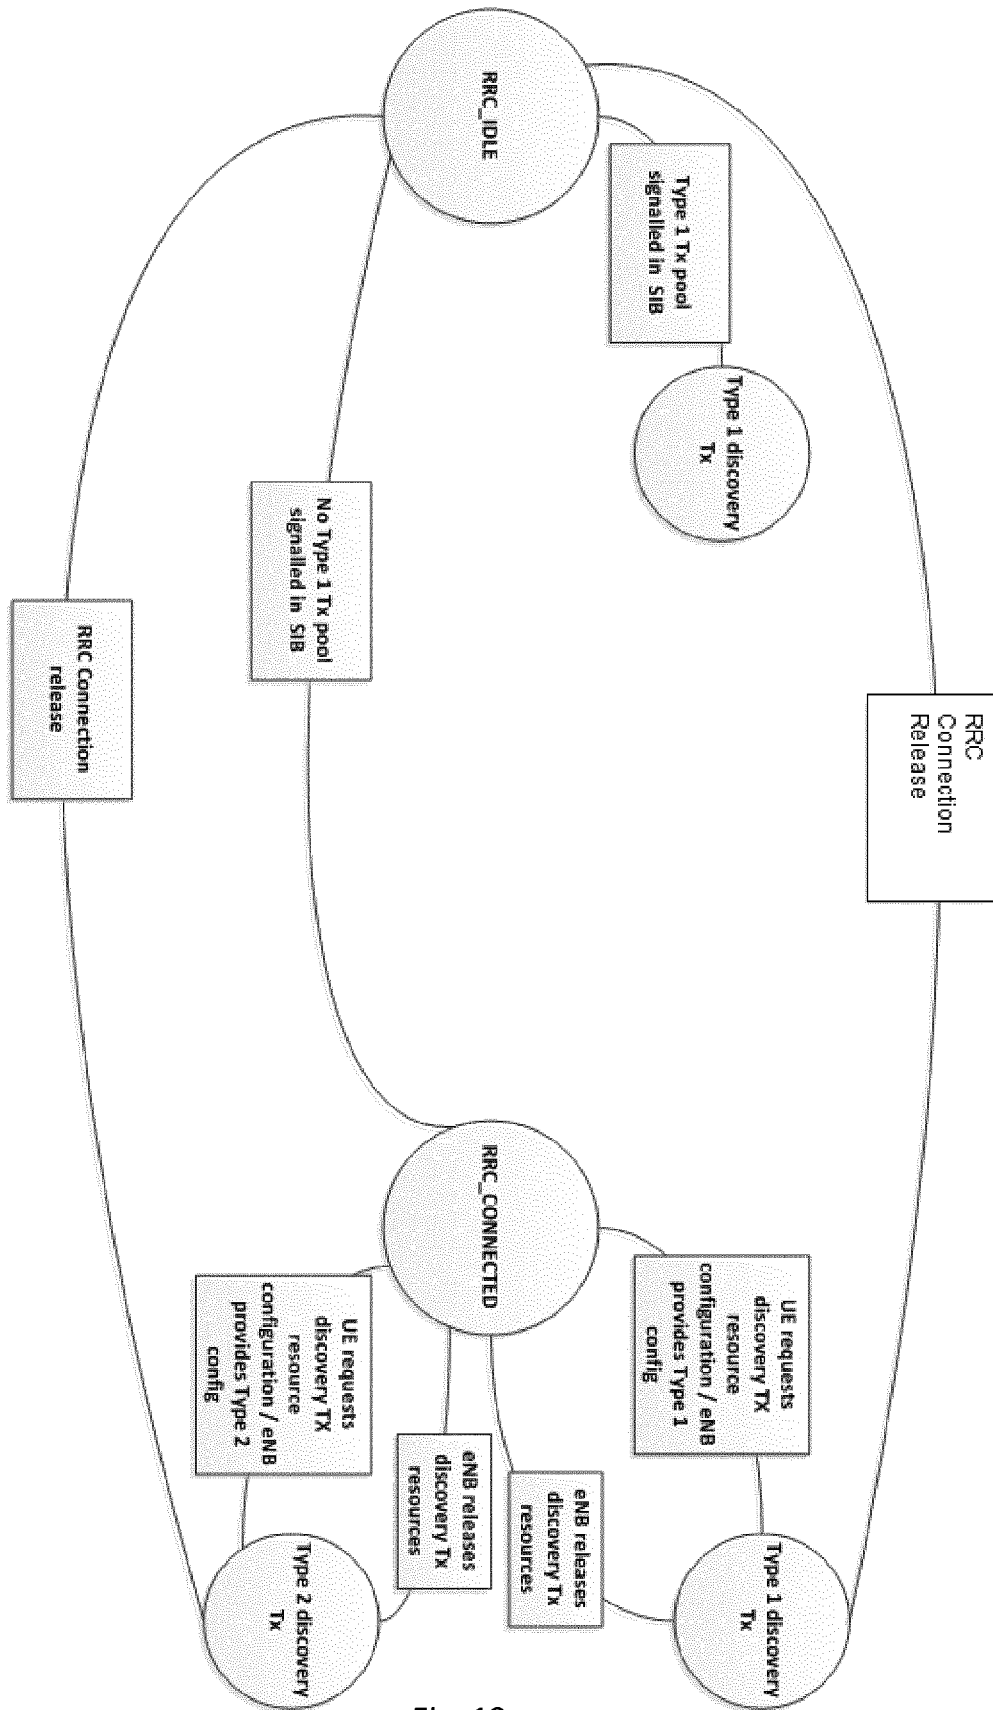 RRC
Connection
Release
Type 1 Tx pool
signalled in SIB
Type 1 discovery
Tx
UE requests
discovery TX
resource
configuration / eNB
provides Type 1
config
Type 1 discovery
Tx
RRC_IDLE
RRC_CONNECTED
eNB releases
discovery Tx
resources
eNB releases
discovery Tx
resources
No Type 1 Tx pool
signalled in SIB
UE requests
discovery TX
resource
configuration / eNB
provides Type 2
config
Type 2 discovery
Tx
RRC Connection
release